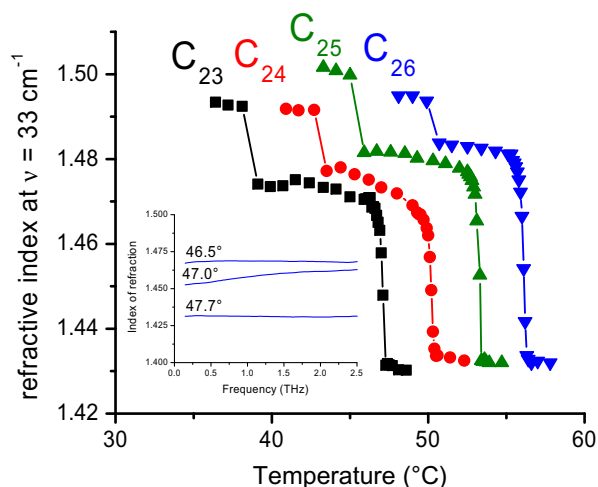 C25
C23
C24
C26
1.50
1.48
1.46
1.44
1.42
refractive index at ν = 33 cm⁻¹
30
40
50
60
Temperature (°C)
1.500
1.475
1.450
1.425
1.400
Index of refraction
46.5°
47.0°
47.7°
0.0
0.5
1.0
1.5
2.0
2.5
Frequency (THz)